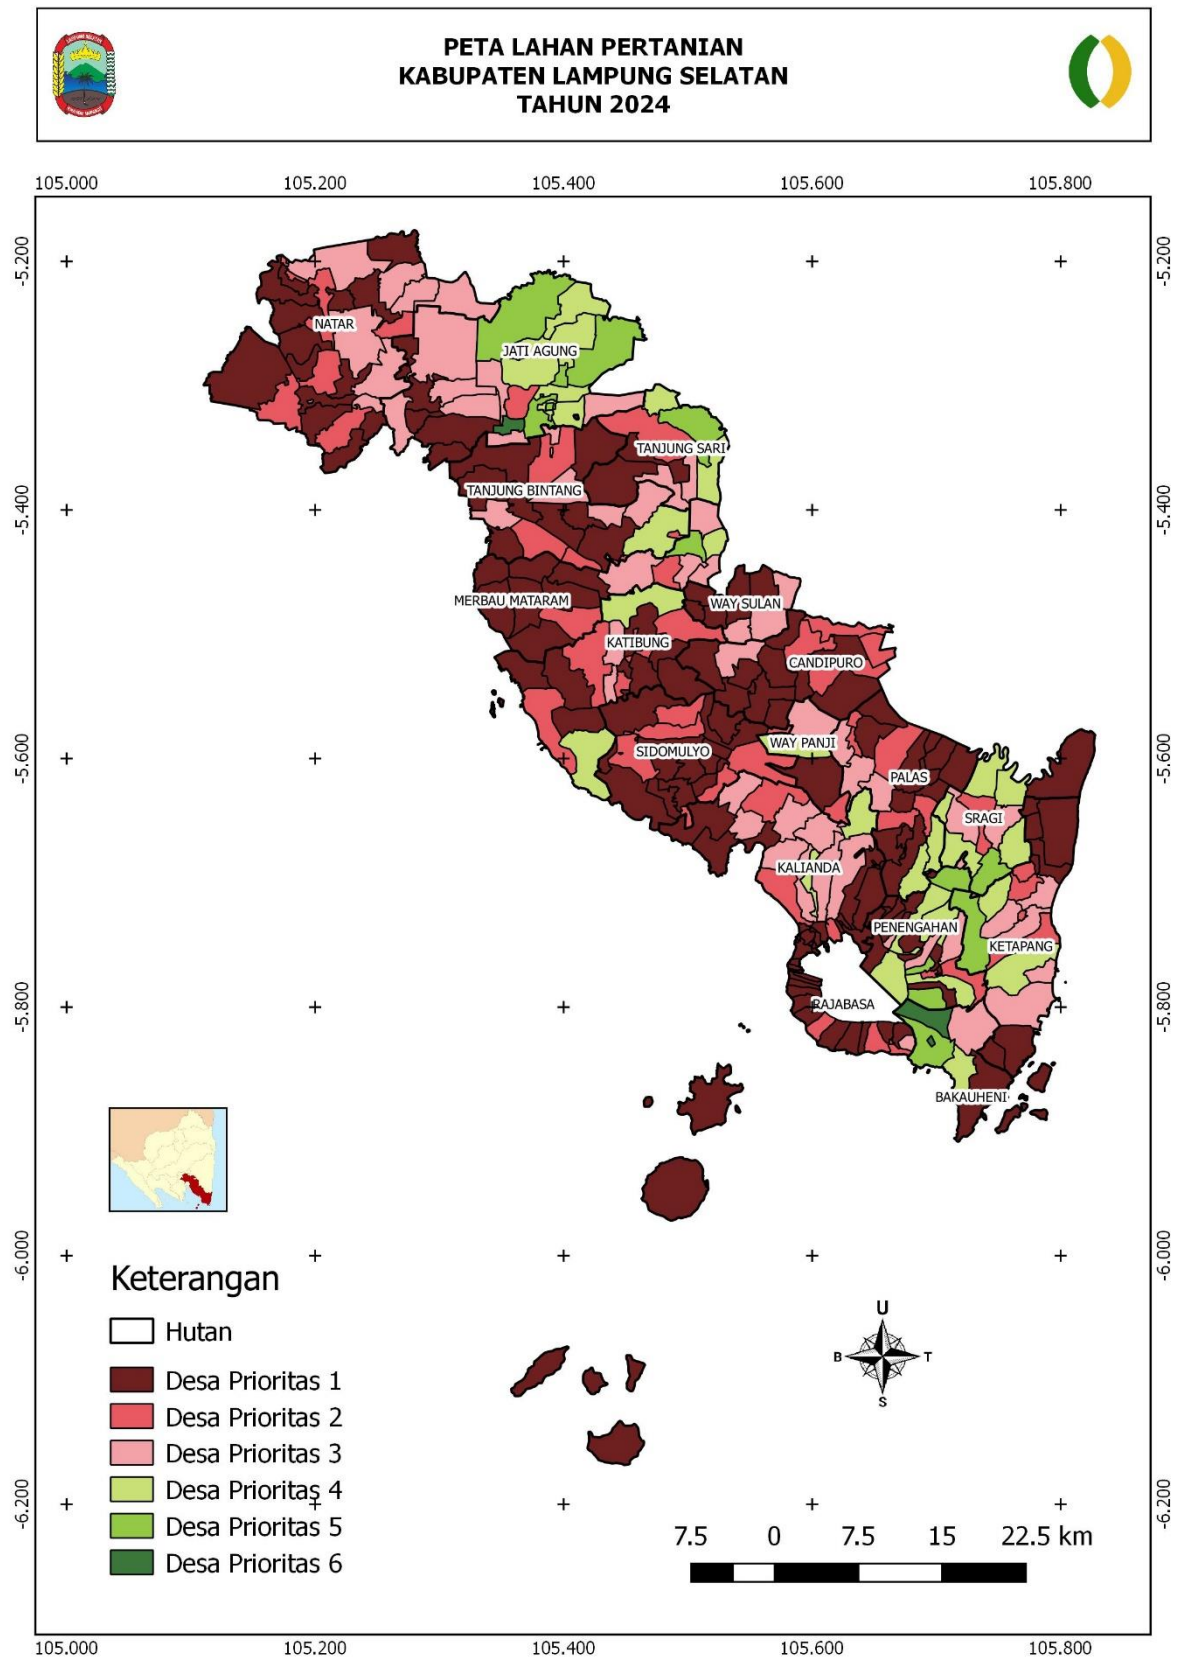 PETA LAHAN PERTANIAN
KABUPATEN LAMPUNG SELATAN
TAHUN 2024
105.000 105.200 105.400 105.600 105.800
-5.200 -5.200
NATAR
JATI AGUNG
TANJUNG SARI
TANJUNG BINTANG
-5.400 -5.400
MERBAU MATARAM
WAY SULAN
KATIBUNG
CANDIPURO
WAY PANJI
SIDOMULYO
-5.600 -5.600
PALAS
SRAGI
KALIANDA
PENENGAHAN
KETAPANG
RAJABASA
-5.800 -5.800
BAKAUHENI
-6.000 -6.000
Keterangan
Hutan
Desa Prioritas 1
Desa Prioritas 2
Desa Prioritas 3
Desa Prioritas 4
Desa Prioritas 5
Desa Prioritas 6
U
B T
S
-6.200 -6.200
7.5 0 7.5 15 22.5 km
105.000 105.200 105.400 105.600 105.800